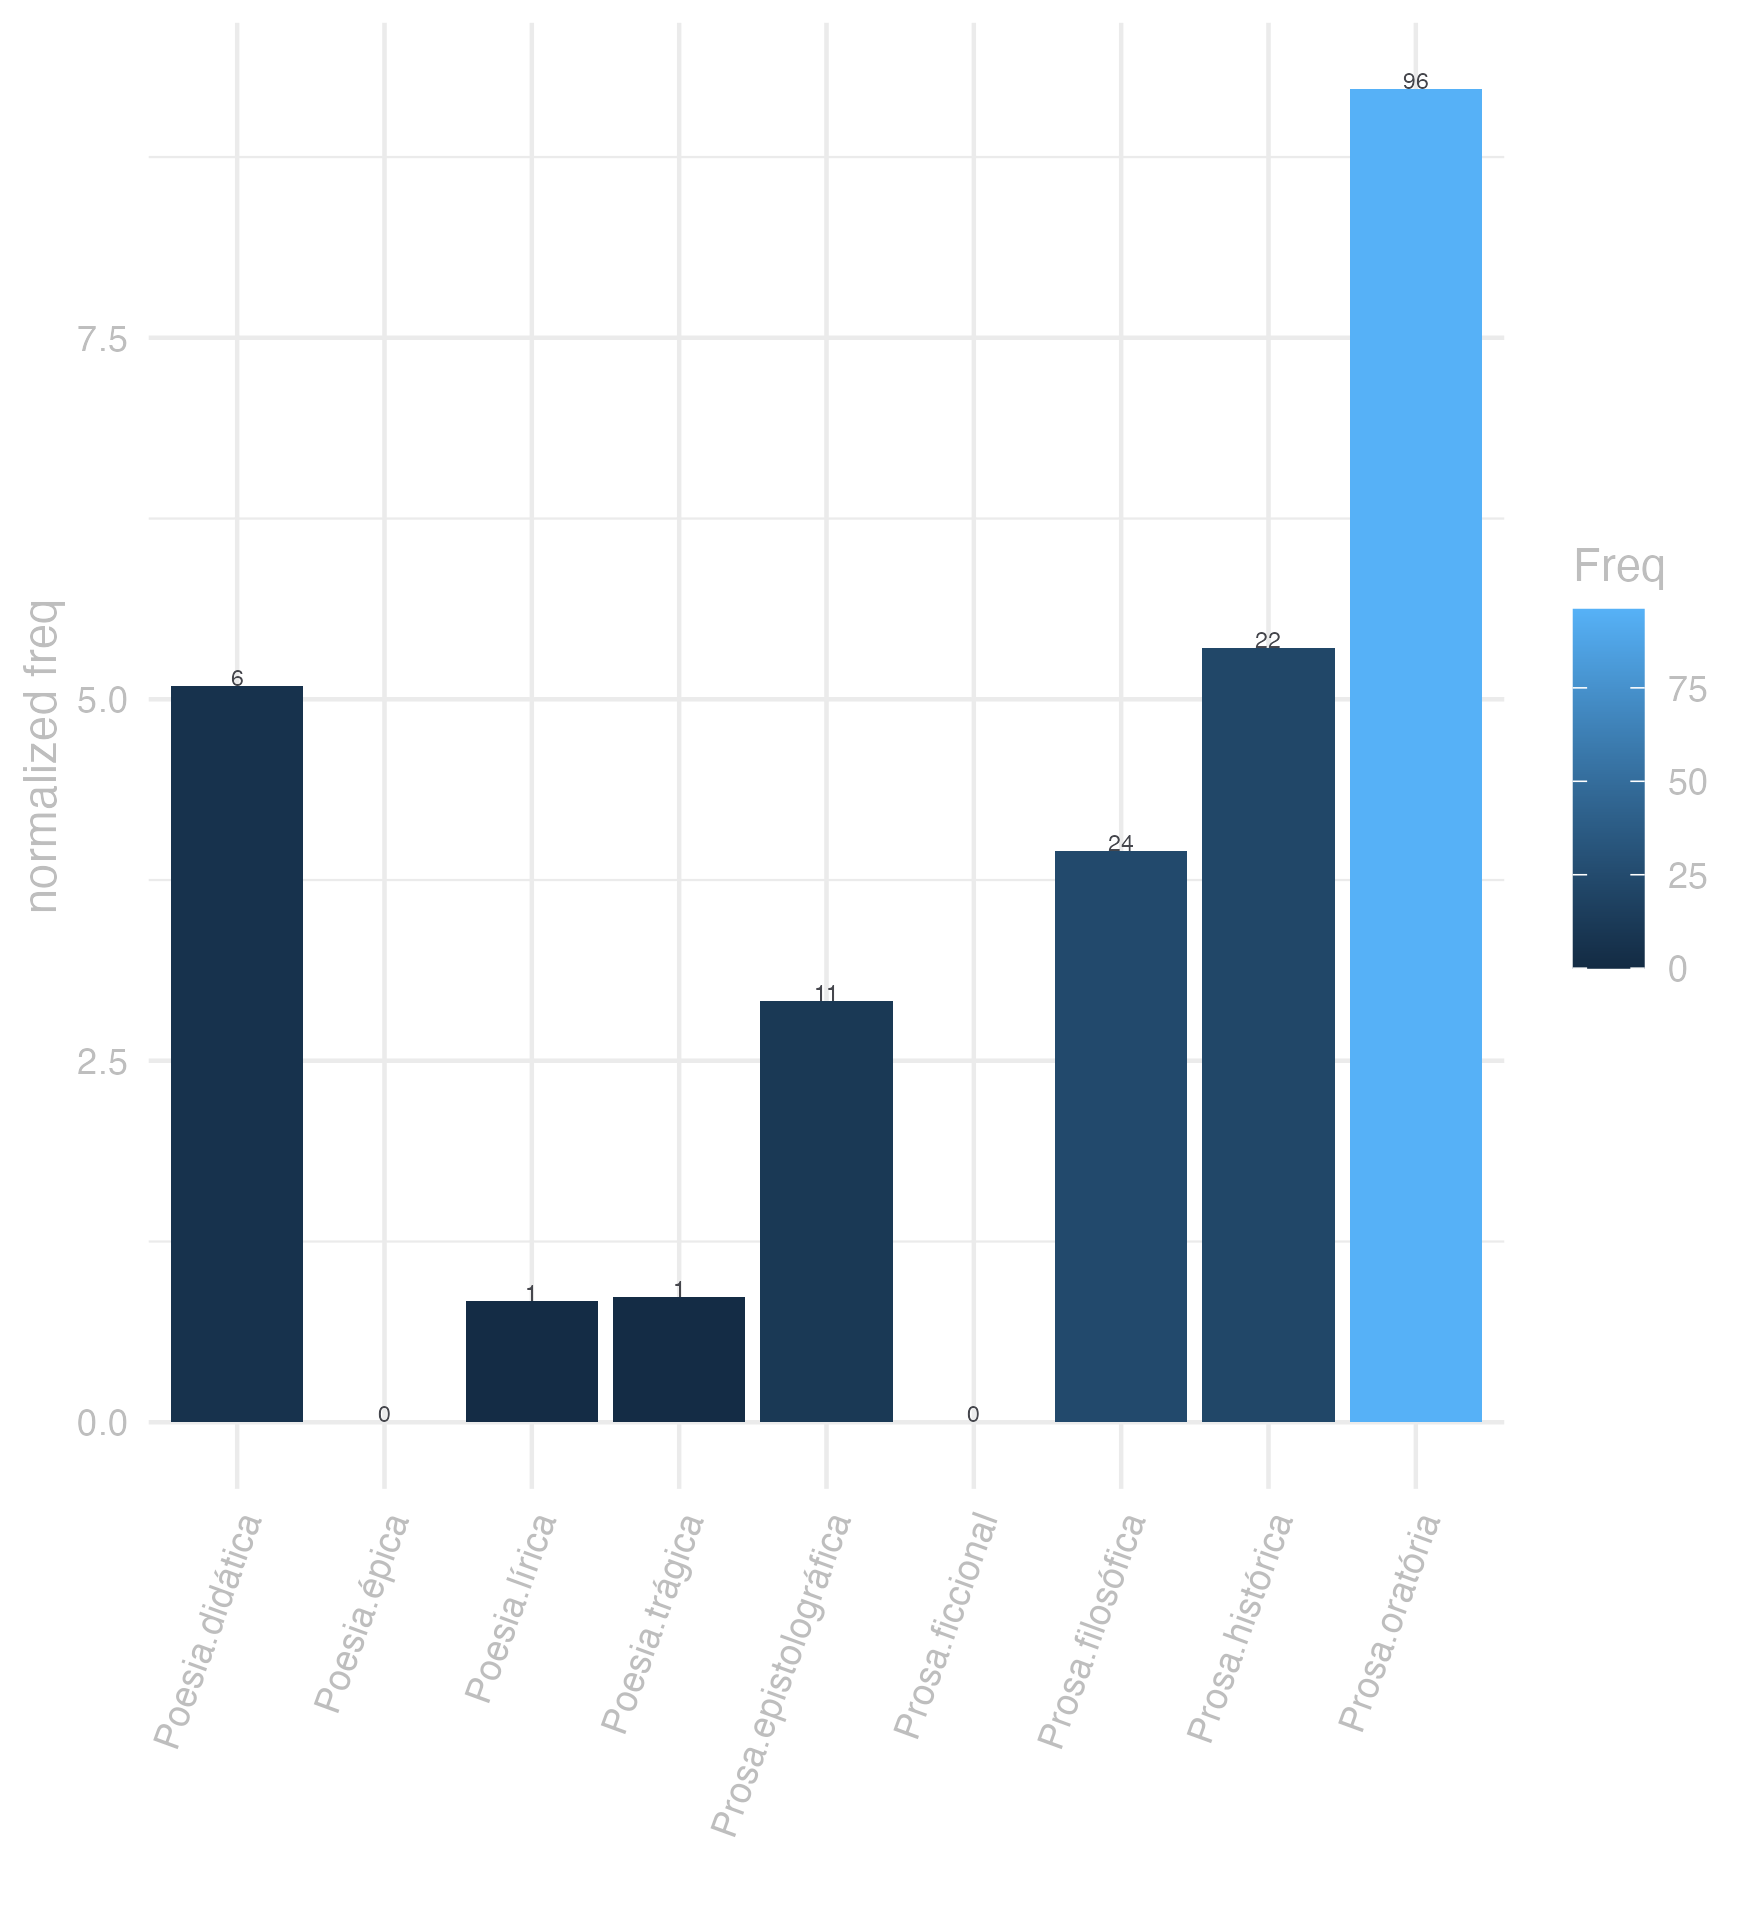 96
7.5
22
6
5.0
24
11
2.5
1
1
0
0
0.0
normalized freq
Poesia.didática
Poesia.épica
Poesia.lírica
Poesia.trágica
Prosa.epistolográfica
Prosa.ficcional
Prosa.filosófica
Prosa.histórica
Prosa.oratória
Freq
75
50
25
0